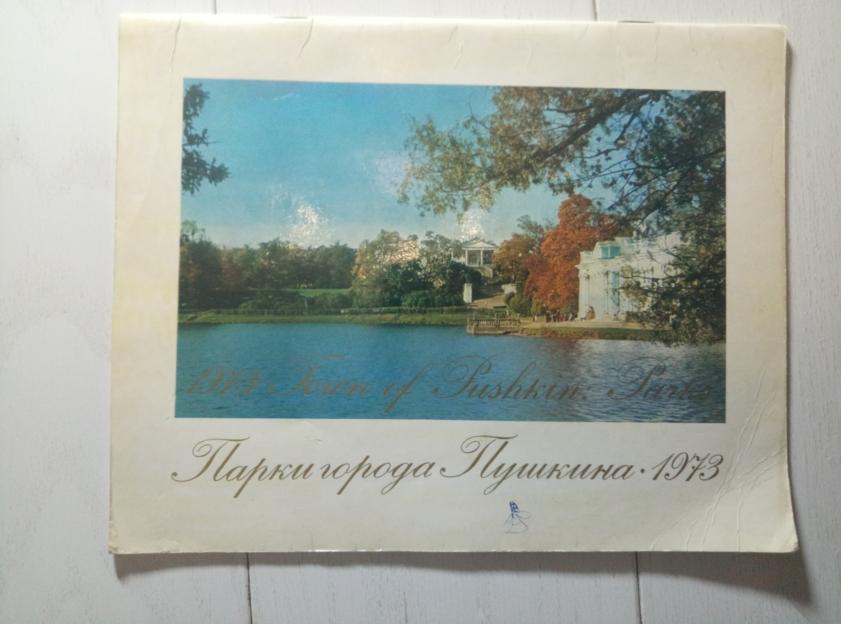 1973 · Town of Pushkin: Parks
Парки города Пушкина · 1973